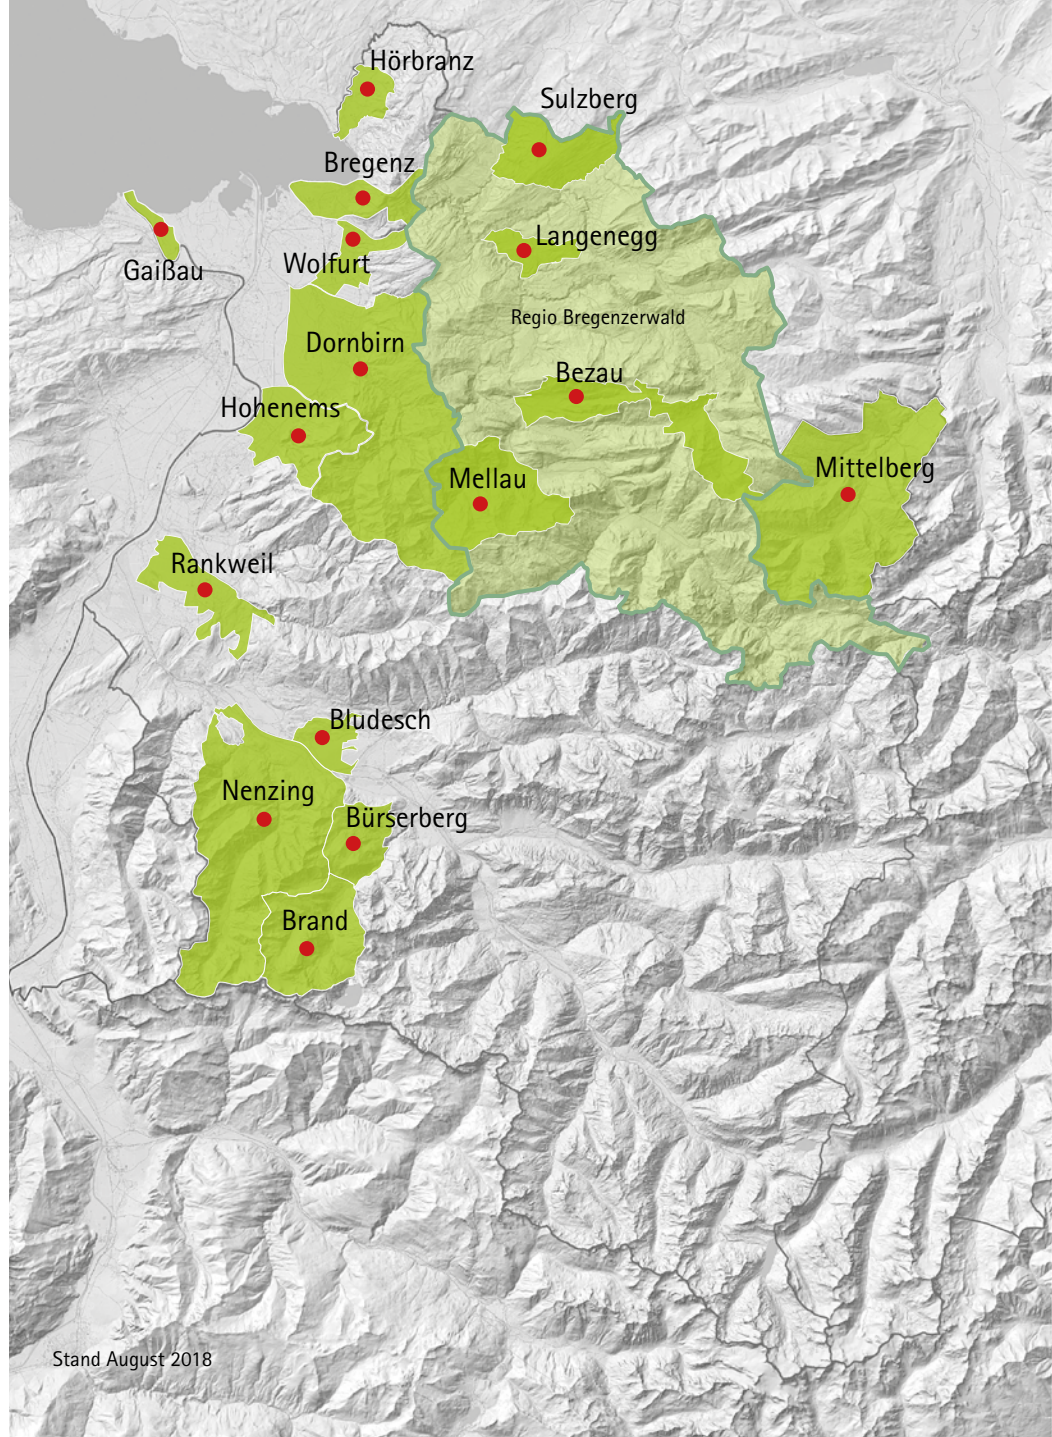 Hörbranz
Sulzberg
Bregenz
Langenegg
Wolfurt
Gaißau
Regio Bregenzerwald
Dornbirn
Bezau
Hohenems
Mittelberg
Mellau
Rankweil
Bludesch
Nenzing
Bürserberg
Brand
Stand August 2018